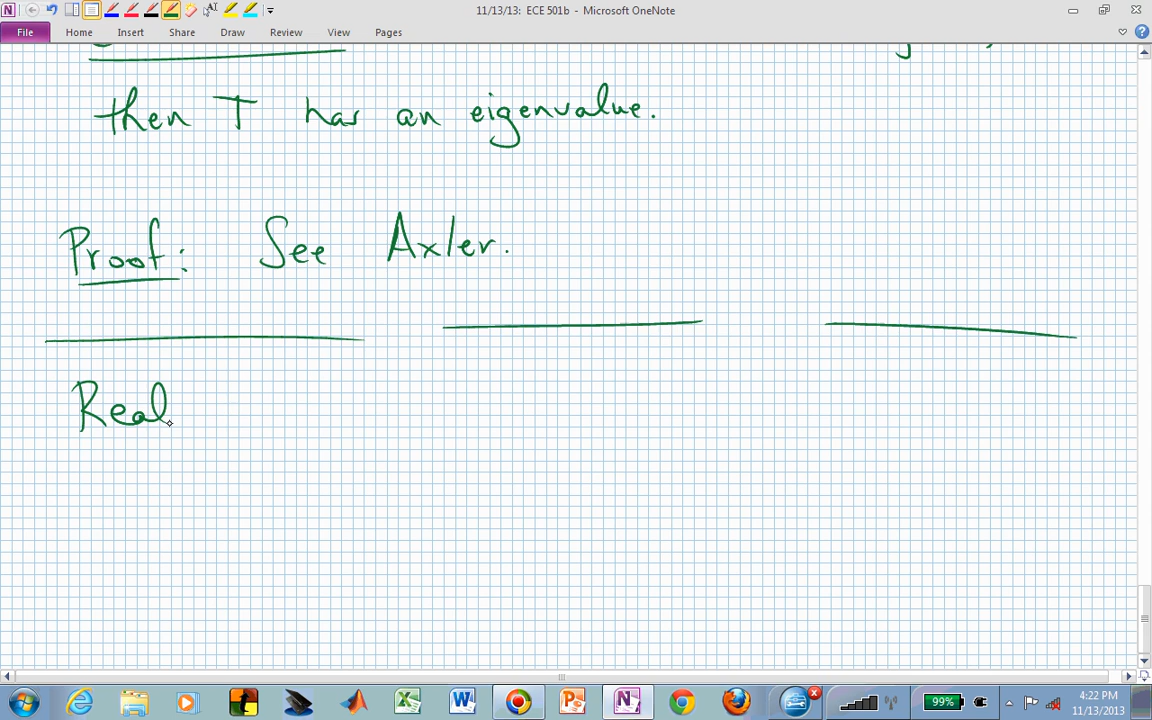 11/13/13: ECE 501b - Microsoft OneNote
File Home Insert Share Draw Review View Pages
then T has an eigenvalue.
Proof: See Axler.
Real
99%
4:22 PM
11/13/2013